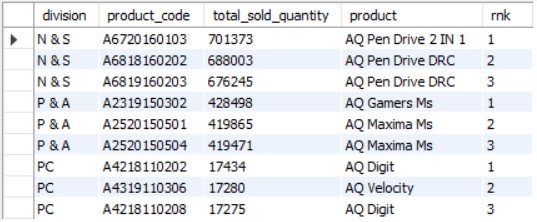 division product_code total_sold_quantity product rnk
N & S A6720160103 701373 AQ Pen Drive 2 IN 1 1
N & S A6818160202 688003 AQ Pen Drive DRC 2
N & S A6819160203 676245 AQ Pen Drive DRC 3
P & A A2319150302 428498 AQ Gamers Ms 1
P & A A2520150501 419865 AQ Maxima Ms 2
P & A A2520150504 419471 AQ Maxima Ms 3
PC A4218110202 17434 AQ Digit 1
PC A4319110306 17280 AQ Velocity 2
PC A4218110208 17275 AQ Digit 3